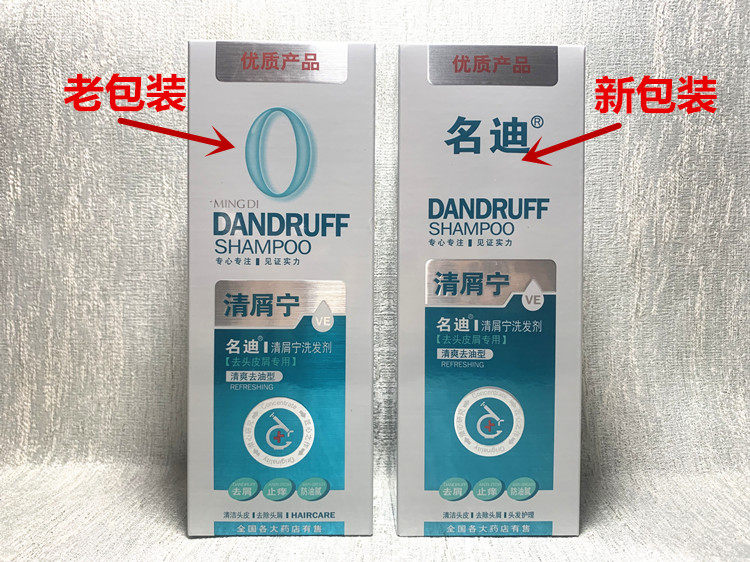 老包装
优质产品
0
MINGDI
DANDRUFF
SHAMPOO
专心专注 见证实力
清屑宁
VE
名迪®清屑宁洗发剂
【去头皮屑专用】
清爽去油型
REFRESHING
Concentrate
Originality
DANDRUFF
去屑
止痒
防油腻
清洁头皮 去除头屑 HAIRCARE
全国各大药店有售
新包装
优质产品
名迪®
DANDRUFF
SHAMPOO
专心专注 见证实力
清屑宁
VE
名迪®清屑宁洗发剂
【去头皮屑专用】
清爽去油型
REFRESHING
Concentrate
Originality
DANDRUFF
去屑
止痒
防油腻
清洁头皮 去除头屑 头发护理
全国各大药店有售